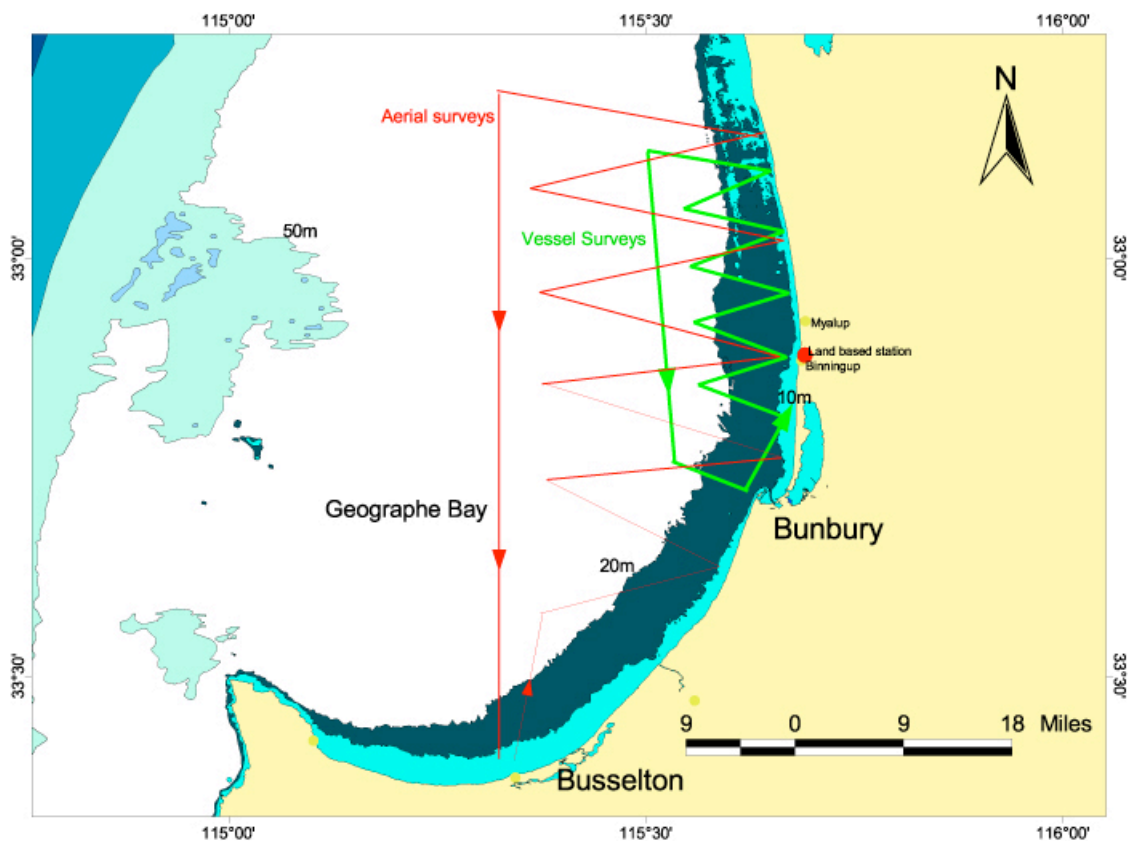 115°00'
115°30'
116°00'
N
Aerial surveys
50m
Vessel Surveys
33°00'
33°00'
Myalup
Land based station
Binningup
10m
Geographe Bay
Bunbury
20m
33°30'
33°30'
9 0 9 18 Miles
Busselton
115°00'
115°30'
116°00'